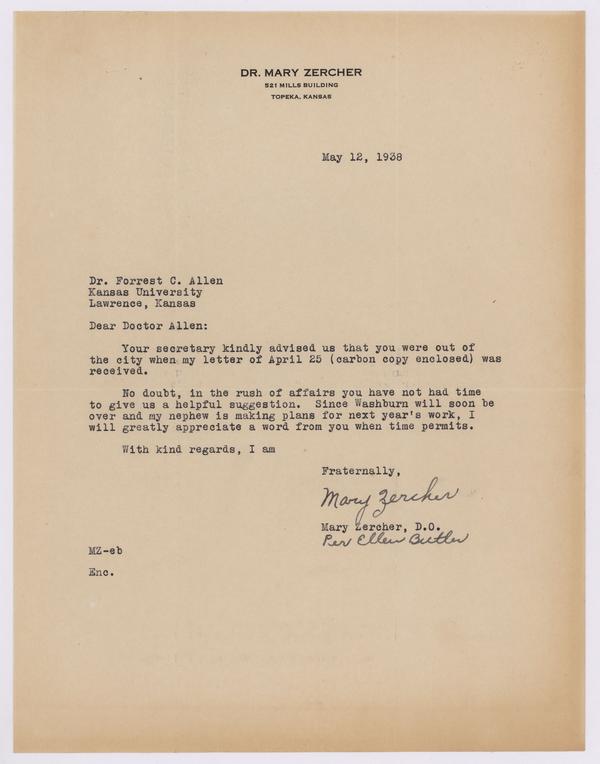 DR. MARY ZERCHER
521 MILLS BUILDING
TOPEKA, KANSAS
May 12, 1938
Dr. Forrest C. Allen
Kansas University
Lawrence, Kansas
Dear Doctor Allen:
Your secretary kindly advised us that you were out of
the city when my letter of April 25 (carbon copy enclosed) was
received.
No doubt, in the rush of affairs you have not had time
to give us a helpful suggestion. Since Washburn will soon be
over and my nephew is making plans for next year's work, I
will greatly appreciate a word from you when time permits.
With kind regards, I am
Fraternally,
Mary Zercher
Mary Zercher, D.O.
Per Ellen Butler
MZ-eb
Enc.